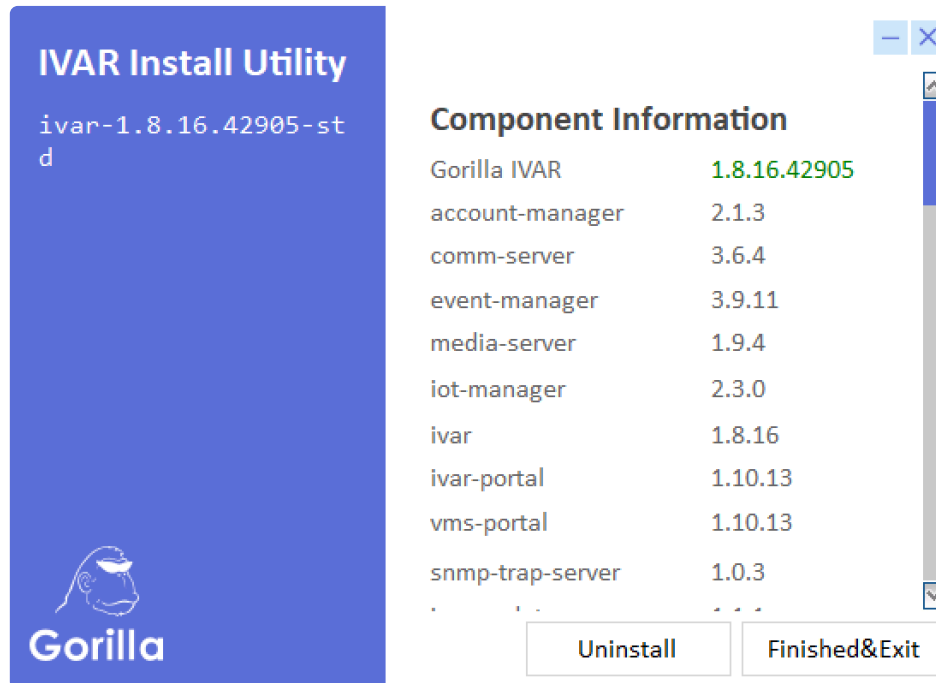 IVAR Install Utility
ivar-1.8.16.42905-st
d
Component Information
Gorilla IVAR 1.8.16.42905
account-manager 2.1.3
comm-server 3.6.4
event-manager 3.9.11
media-server 1.9.4
iot-manager 2.3.0
ivar 1.8.16
ivar-portal 1.10.13
vms-portal 1.10.13
snmp-trap-server 1.0.3
Gorilla
Uninstall Finished&Exit